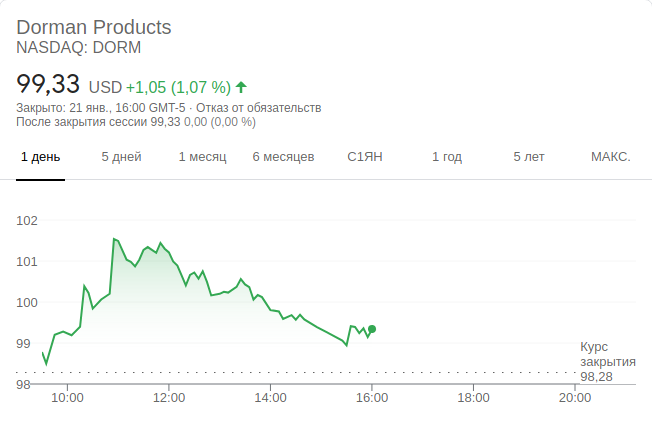 Dorman Products
NASDAQ: DORM
99,33 USD +1,05 (1,07 %)
Закрыто: 21 янв., 16:00 GMT-5 · Отказ от обязательств
После закрытия сессии 99,33 0,00 (0,00 %)
1 день 5 дней 1 месяц 6 месяцев С1ЯН 1 год 5 лет МАКС.
102
101
100
99
98
Курс
закрытия
98,28
10:00 12:00 14:00 16:00 18:00 20:00